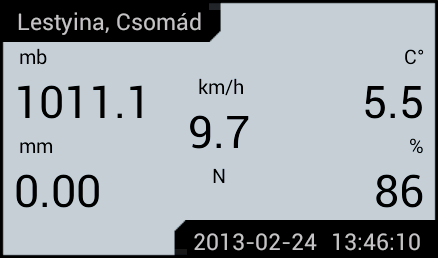 Lestyina, Csomád
mb
C°
km/h
1011.1
5.5
9.7
mm
%
N
0.00
86
2013-02-24 13:46:10